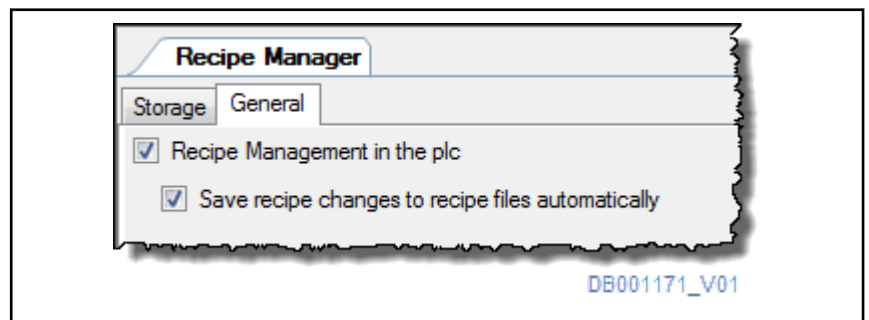 Recipe Manager
Storage General
Recipe Management in the plc
Save recipe changes to recipe files automatically
DB001171_V01